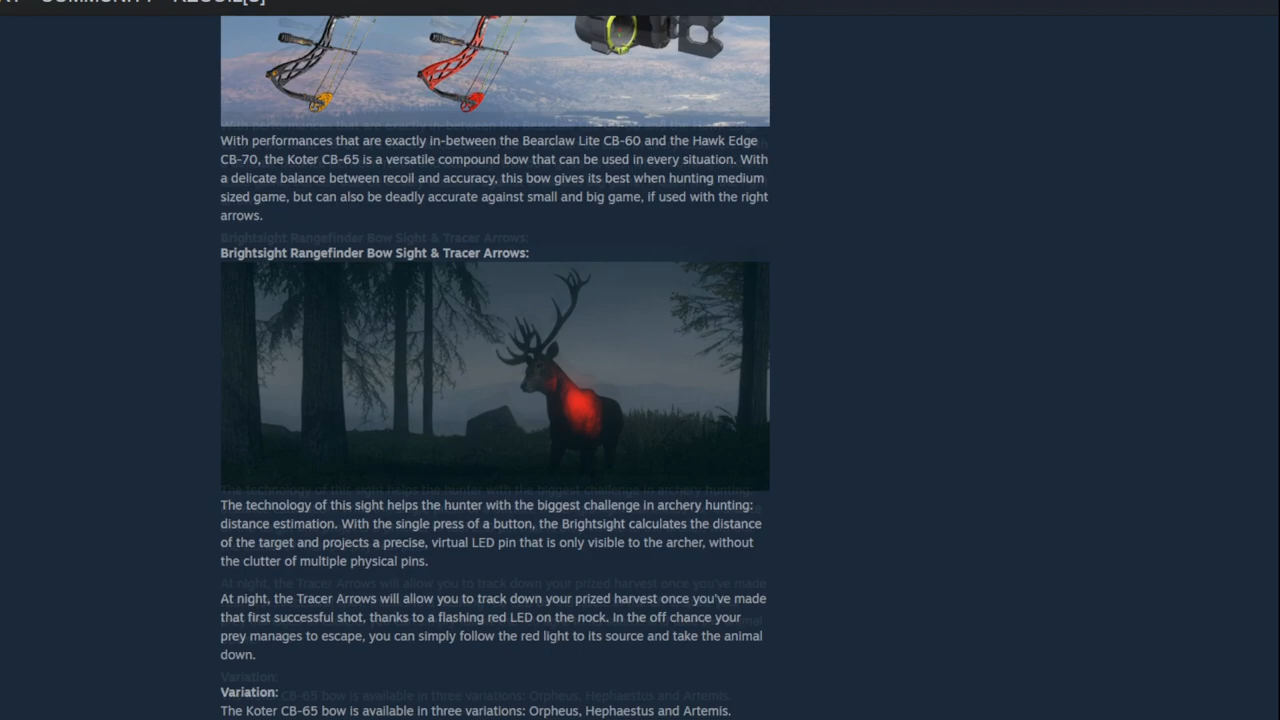 COMMUNITY
With performances that are exactly in-between the Bearclaw Lite CB-60 and the Hawk Edge
CB-70, the Koter CB-65 is a versatile compound bow that can be used in every situation. With
a delicate balance between recoil and accuracy, this bow gives its best when hunting medium
sized game, but can also be deadly accurate against small and big game, if used with the right
arrows.
Brightsight Rangefinder Bow Sight & Tracer Arrows:
The technology of this sight helps the hunter with the biggest challenge in archery hunting:
distance estimation. With the single press of a button, the Brightsight calculates the distance
of the target and projects a precise, virtual LED pin that is only visible to the archer, without
the clutter of multiple physical pins.
At night, the Tracer Arrows will allow you to track down your prized harvest once you've made
that first successful shot, thanks to a flashing red LED on the nock. In the off chance your
prey manages to escape, you can simply follow the red light to its source and take the animal
down.
Variation:
The Koter CB-65 bow is available in three variations: Orpheus, Hephaestus and Artemis.